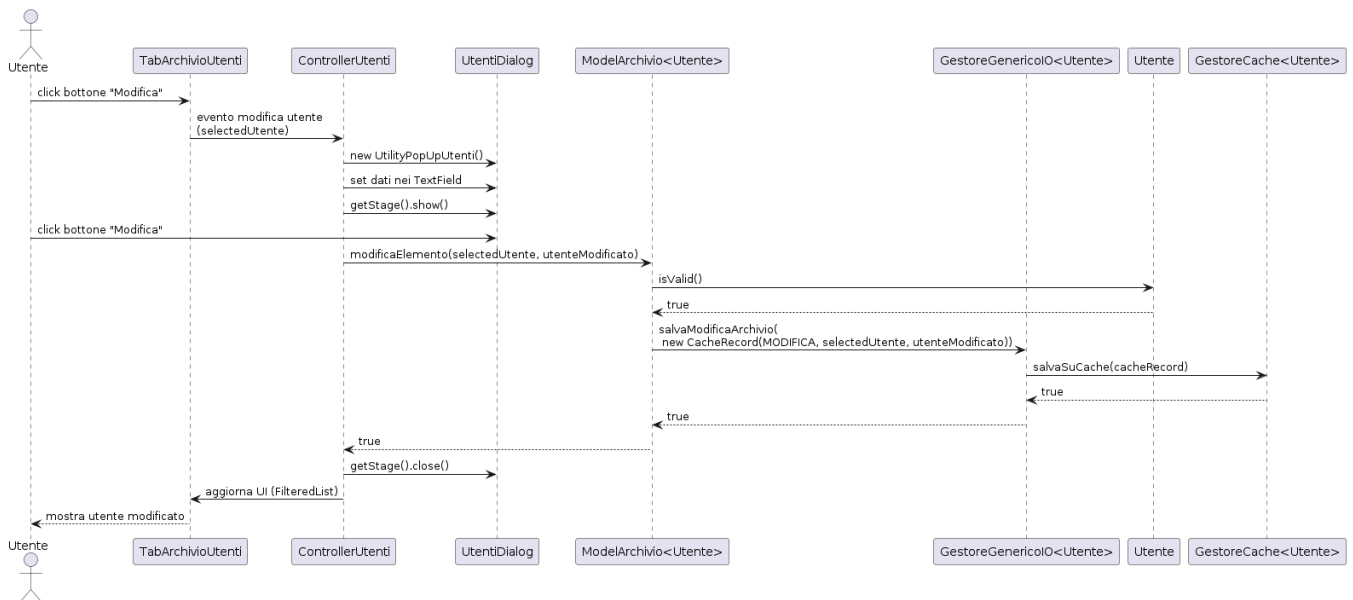 Utente
TabArchivioUtenti
ControllerUtenti
UtentiDialog
ModelArchivio<Utente>
GestoreGenericoIO<Utente>
Utente
GestoreCache<Utente>
click bottone "Modifica"
evento modifica utente
(selectedUtente)
new UtilityPopUpUtenti()
set dati nei TextField
getStage().show()
click bottone "Modifica"
modificaElemento(selectedUtente, utenteModificato)
isValid()
true
salvaModificaArchivio(
new CacheRecord(MODIFICA, selectedUtente, utenteModificato))
salvaSuCache(cacheRecord)
true
true
true
getStage().close()
aggiorna UI (FilteredList)
mostra utente modificato
Utente
TabArchivioUtenti
ControllerUtenti
UtentiDialog
ModelArchivio<Utente>
GestoreGenericoIO<Utente>
Utente
GestoreCache<Utente>